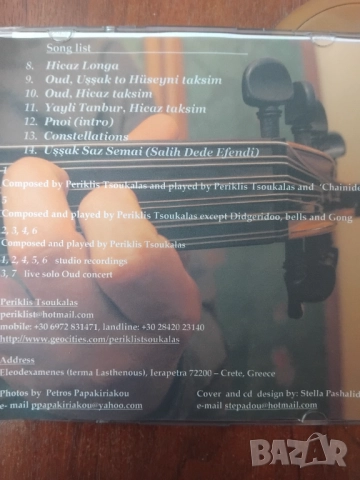 Song list
8. Hicaz Longa
9. Oud, Uşşak to Hüseyní taksim
10. Oud, Hicaz taksim
11. Yayli Tanbur, Hicaz taksim
12. Pnoi (intro)
13. Constellations
14. Uşşak Saz Semai (Salih Dede Efendi)
1
Composed by Periklis Tsoukalas and played by Periklis Tsoukalas and 'Chainides
5
Composed and played by Periklis Tsoukalas except Didgeridoo, bells and Gong
2, 3, 4, 6
Composed and played by Periklis Tsoukalas
1, 2, 4, 5, 6 studio recordings
3, 7 live solo Oud concert
Periklis Tsoukalas
periklist@hotmail.com
mobile: +30 6972 831471, landline: +30 28420 23140
http://www.geocities.com/periklistsoukalas
Address
Eleodexamenes (terma Lasthenous), Ierapetra 72200 – Crete, Greece
Photos by Petros Papakiriakou
e- mail ppapakiriakou@yahoo.com
Cover and cd design by: Stella Pashalid
e-mail stepadou@hotmail.com
BAZAR